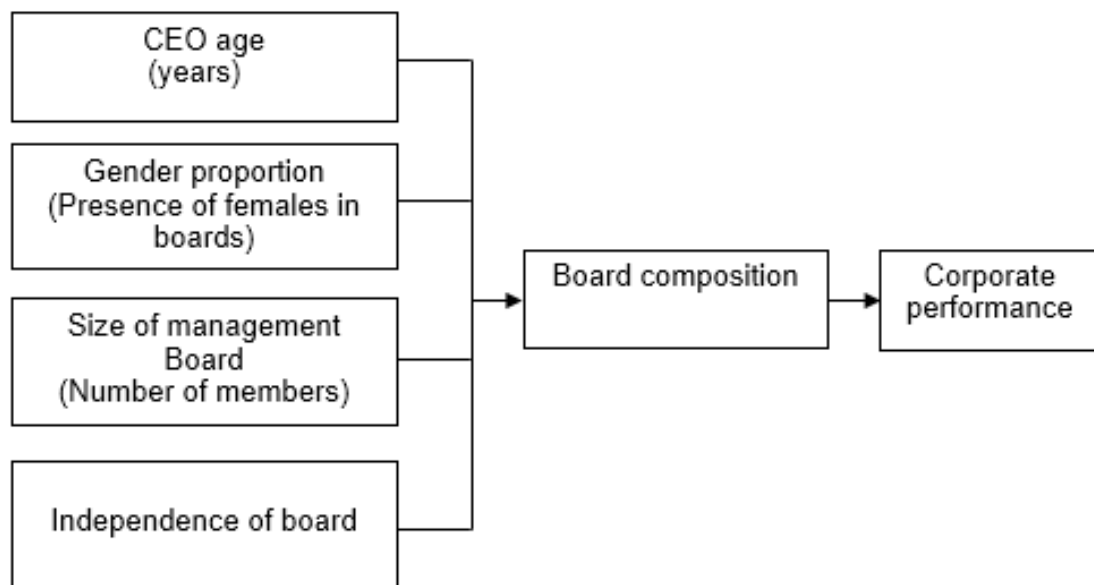 CEO age
(years)
Gender proportion
(Presence of females in
boards)
Size of management
Board
(Number of members)
Independence of board
Board composition
Corporate
performance